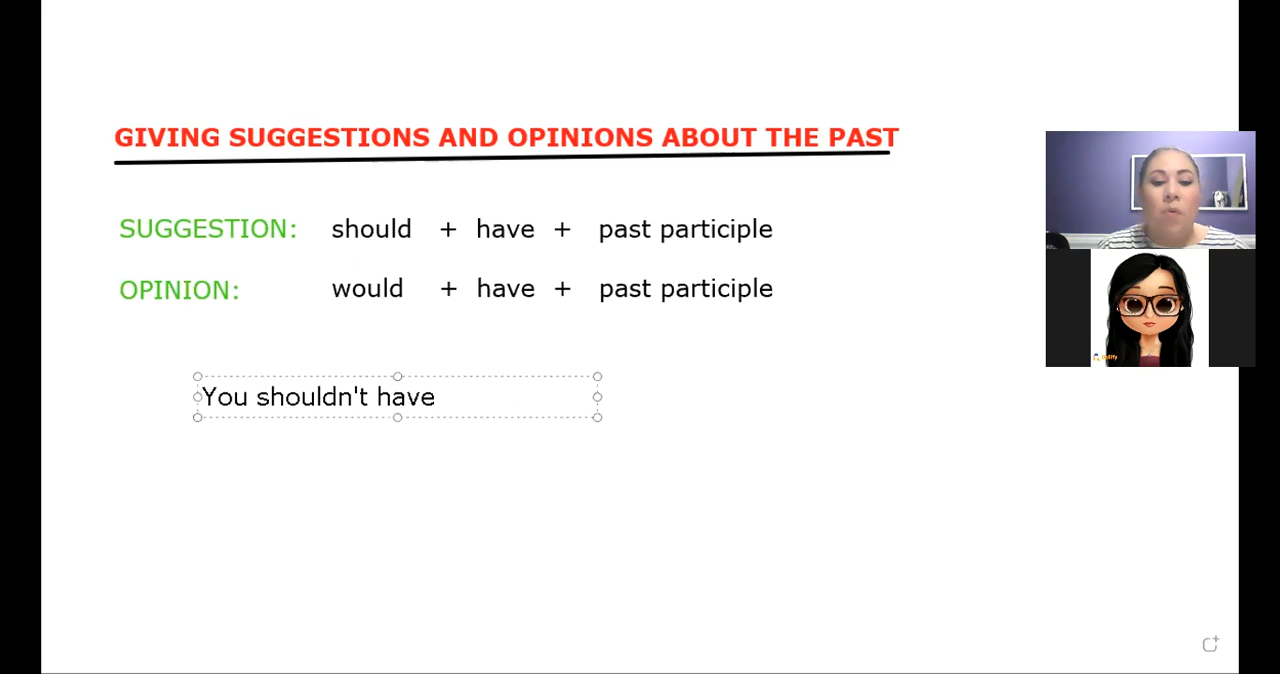 GIVING SUGGESTIONS AND OPINIONS ABOUT THE PAST
SUGGESTION: should + have + past participle
OPINION: would + have + past participle
You shouldn't have